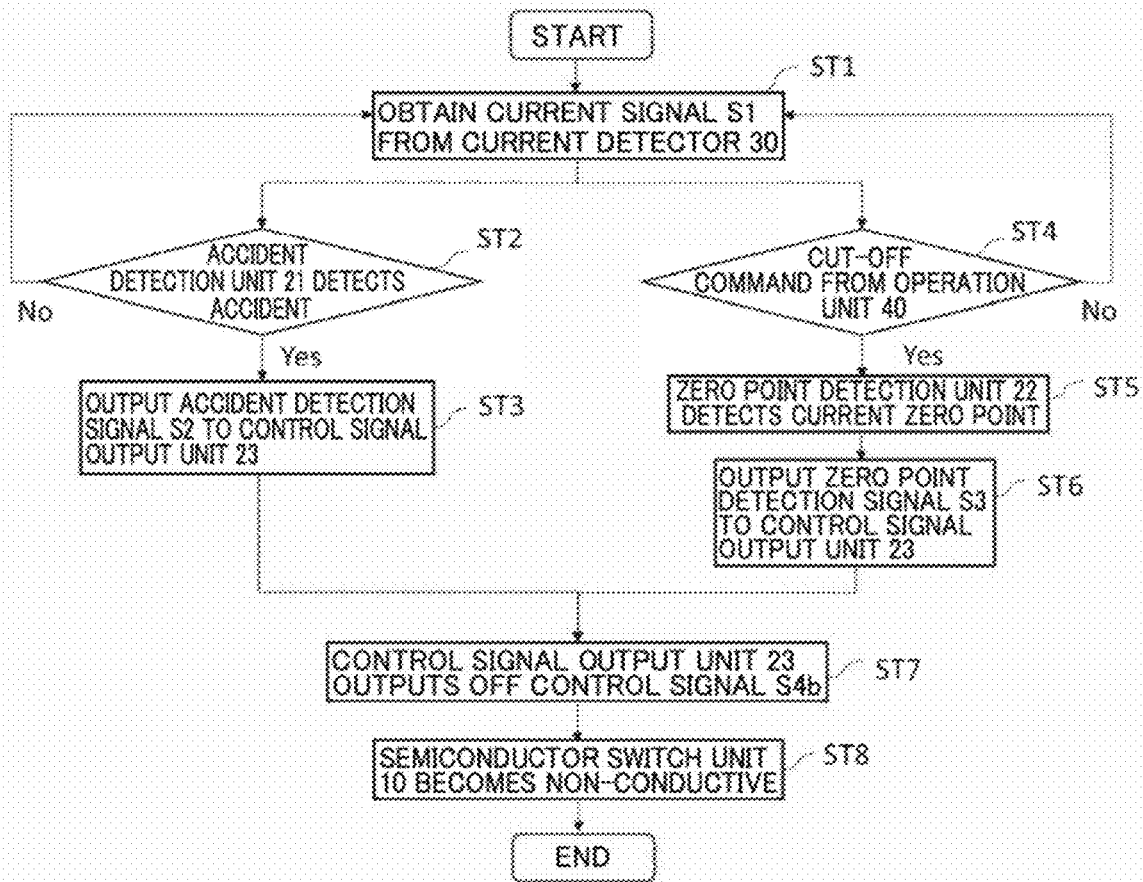 START
ST1
OBTAIN CURRENT SIGNAL S1
FROM CURRENT DETECTOR 30
ST2
ACCIDENT
DETECTION UNIT 21 DETECTS
ACCIDENT
No
Yes
ST4
CUT-OFF
COMMAND FROM OPERATION
UNIT 40
No
Yes
ST3
OUTPUT ACCIDENT DETECTION
SIGNAL S2 TO CONTROL SIGNAL
OUTPUT UNIT 23
ST5
ZERO POINT DETECTION UNIT 22
DETECTS CURRENT ZERO POINT
ST6
OUTPUT ZERO POINT
DETECTION SIGNAL S3
TO CONTROL SIGNAL
OUTPUT UNIT 23
CONTROL SIGNAL OUTPUT UNIT 23
OUTPUTS OFF CONTROL SIGNAL S4b
ST7
SEMICONDUCTOR SWITCH UNIT
10 BECOMES NON-CONDUCTIVE
ST8
END